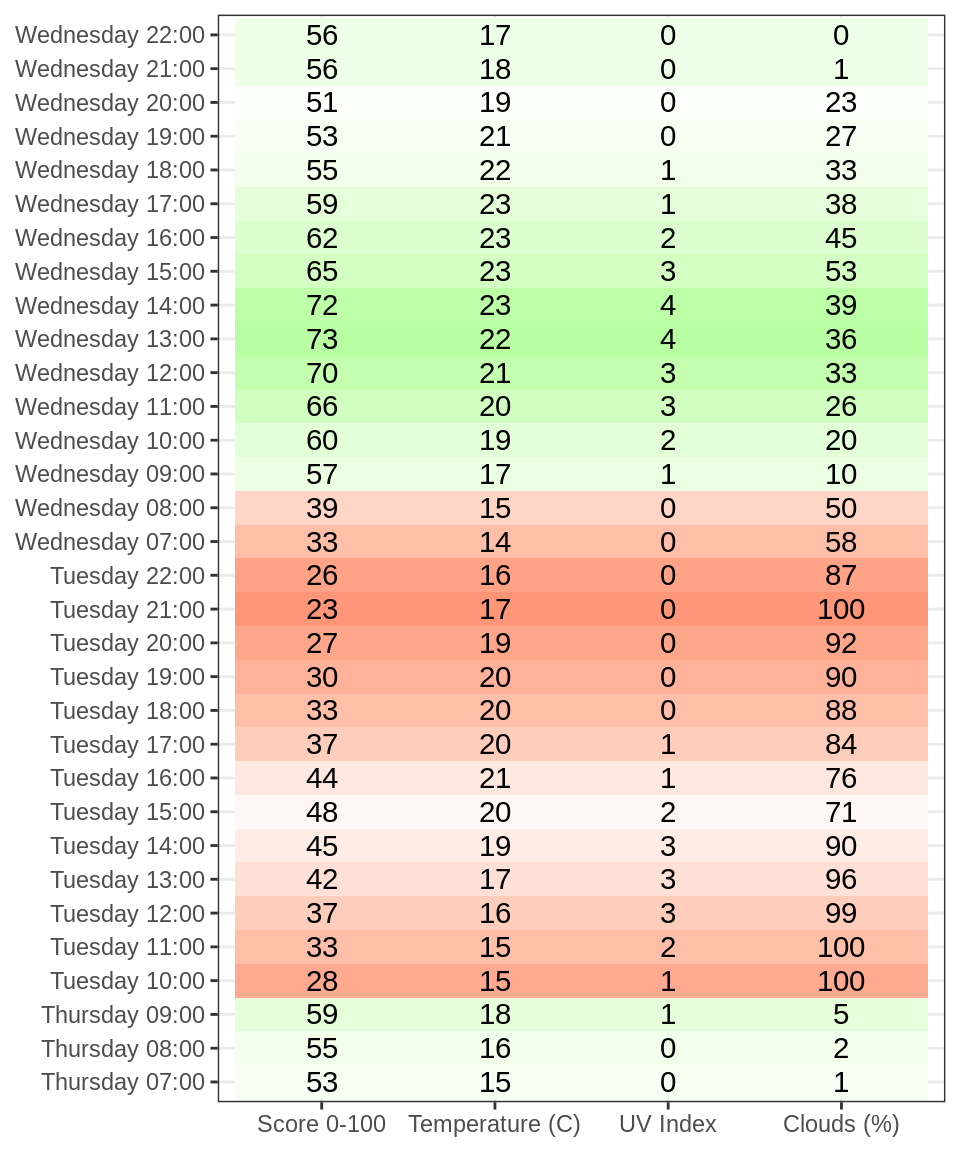 Wednesday 22:00 56 17 0 0
Wednesday 21:00 56 18 0 1
Wednesday 20:00 51 19 0 23
Wednesday 19:00 53 21 0 27
Wednesday 18:00 55 22 1 33
Wednesday 17:00 59 23 1 38
Wednesday 16:00 62 23 2 45
Wednesday 15:00 65 23 3 53
Wednesday 14:00 72 23 4 39
Wednesday 13:00 73 22 4 36
Wednesday 12:00 70 21 3 33
Wednesday 11:00 66 20 3 26
Wednesday 10:00 60 19 2 20
Wednesday 09:00 57 17 1 10
Wednesday 08:00 39 15 0 50
Wednesday 07:00 33 14 0 58
Tuesday 22:00 26 16 0 87
Tuesday 21:00 23 17 0 100
Tuesday 20:00 27 19 0 92
Tuesday 19:00 30 20 0 90
Tuesday 18:00 33 20 0 88
Tuesday 17:00 37 20 1 84
Tuesday 16:00 44 21 1 76
Tuesday 15:00 48 20 2 71
Tuesday 14:00 45 19 3 90
Tuesday 13:00 42 17 3 96
Tuesday 12:00 37 16 3 99
Tuesday 11:00 33 15 2 100
Tuesday 10:00 28 15 1 100
Thursday 09:00 59 18 1 5
Thursday 08:00 55 16 0 2
Thursday 07:00 53 15 0 1
Score 0-100 Temperature (C) UV Index Clouds (%)